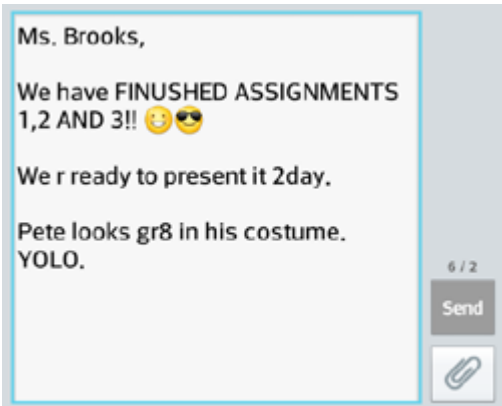 Ms. Brooks,
We have FINUSHED ASSIGNMENTS
1,2 AND 3!! 😀😎
We r ready to present it 2day.
Pete looks gr8 in his costume.
YOLO.
6 / 2
Send